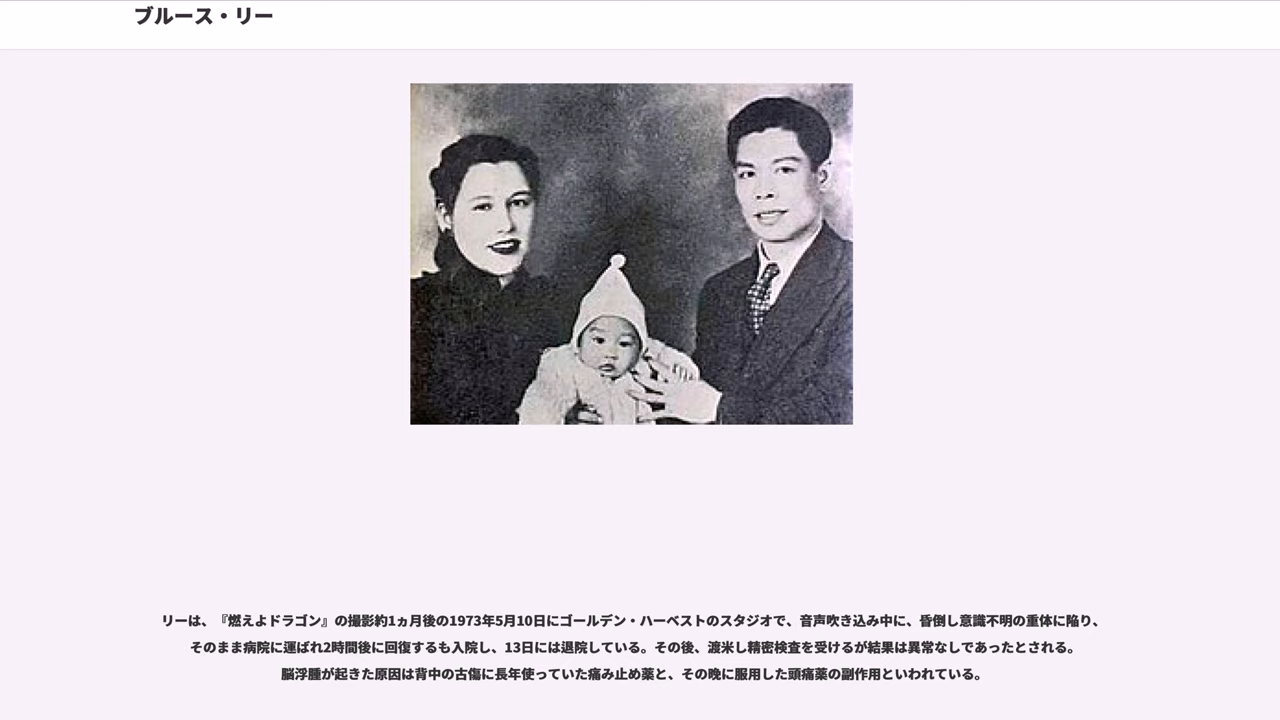 ブルース・リー
リーは、『燃えよドラゴン』の撮影約1ヵ月後の1973年5月10日にゴールデン・ハーベストのスタジオで、音声吹き込み中に、昏倒し意識不明の重体に陥り、
そのまま病院に運ばれ2時間後に回復するも入院し、13日には退院している。その後、渡米し精密検査を受けるが結果は異常なしであったとされる。
脳浮腫が起きた原因は背中の古傷に長年使っていた痛み止め薬と、その晩に服用した頭痛薬の副作用といわれている。